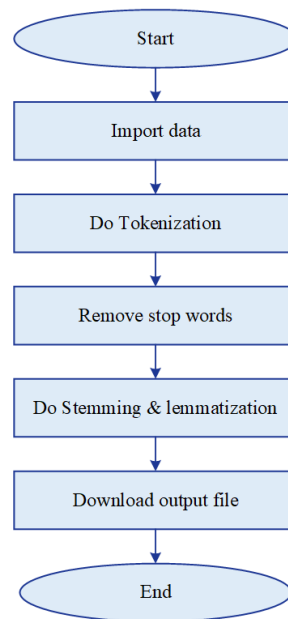 Start
Import data
Do Tokenization
Remove stop words
Do Stemming & lemmatization
Download output file
End